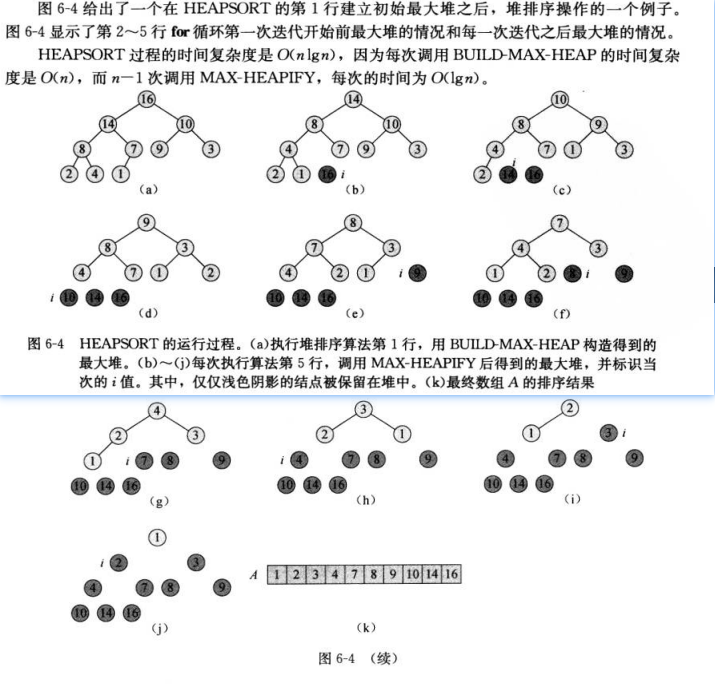 图 6-4 给出了一个在 HEAPSORT 的第 1 行建立初始最大堆之后，堆排序操作的一个例子。
图 6-4 显示了第 2～5 行 for 循环第一次迭代开始前最大堆的情况和每一次迭代之后最大堆的情况。
HEAPSORT 过程的时间复杂度是 O(n lgn)，因为每次调用 BUILD-MAX-HEAP 的时间复杂
度是 O(n)，而 n－1 次调用 MAX-HEAPIFY，每次的时间为 O(lgn)。
16
14 10
8 7 9 3
2 4 1
(a)
14
8 10
4 7 9 3
2 1 16 i
(b)
10
8 9
4 7 1 3
i
2 14 16
(c)
9
8 3
4 7 1 2
i 10 14 16
(d)
8
7 3
4 2 1 i 9
10 14 16
(e)
7
4 3
1 2 8 i 9
10 14 16
(f)
图 6-4 HEAPSORT 的运行过程。(a)执行堆排序算法第 1 行，用 BUILD-MAX-HEAP 构造得到的
最大堆。(b)～(j)每次执行算法第 5 行，调用 MAX-HEAPIFY 后得到的最大堆，并标识当
次的 i 值。其中，仅仅浅色阴影的结点被保留在堆中。(k)最终数组 A 的排序结果
4
2 3
1 i 7 8 9
10 14 16
(g)
3
2 1
i 4 7 8 9
10 14 16
(h)
2
1 3 i
4 7 8 9
10 14 16
(i)
1
i 2 3
4 7 8 9
10 14 16
(j)
A 1 2 3 4 7 8 9 10 14 16
(k)
图 6-4 （续）